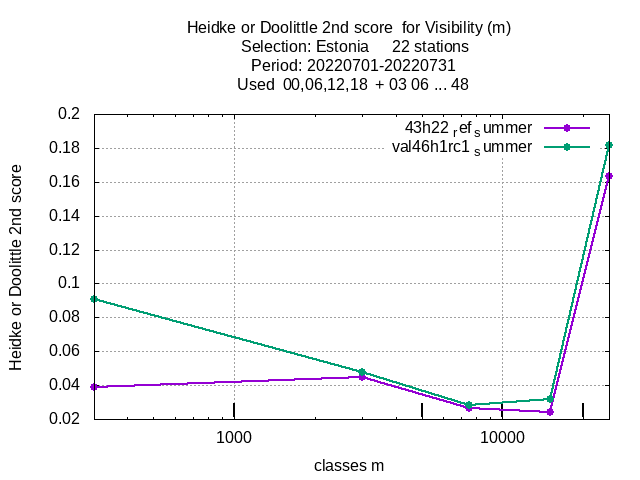 Heidke or Doolittle 2nd score  for Visibility (m)
Selection: Estonia     22 stations
Period: 20220701-20220731
Used  00,06,12,18  + 03 06 ... 48
43h22 ref summer
val46h1rc1 summer
0.2
0.18
0.16
0.14
0.12
0.1
0.08
0.06
0.04
0.02
Heidke or Doolittle 2nd score
1000 10000
classes m